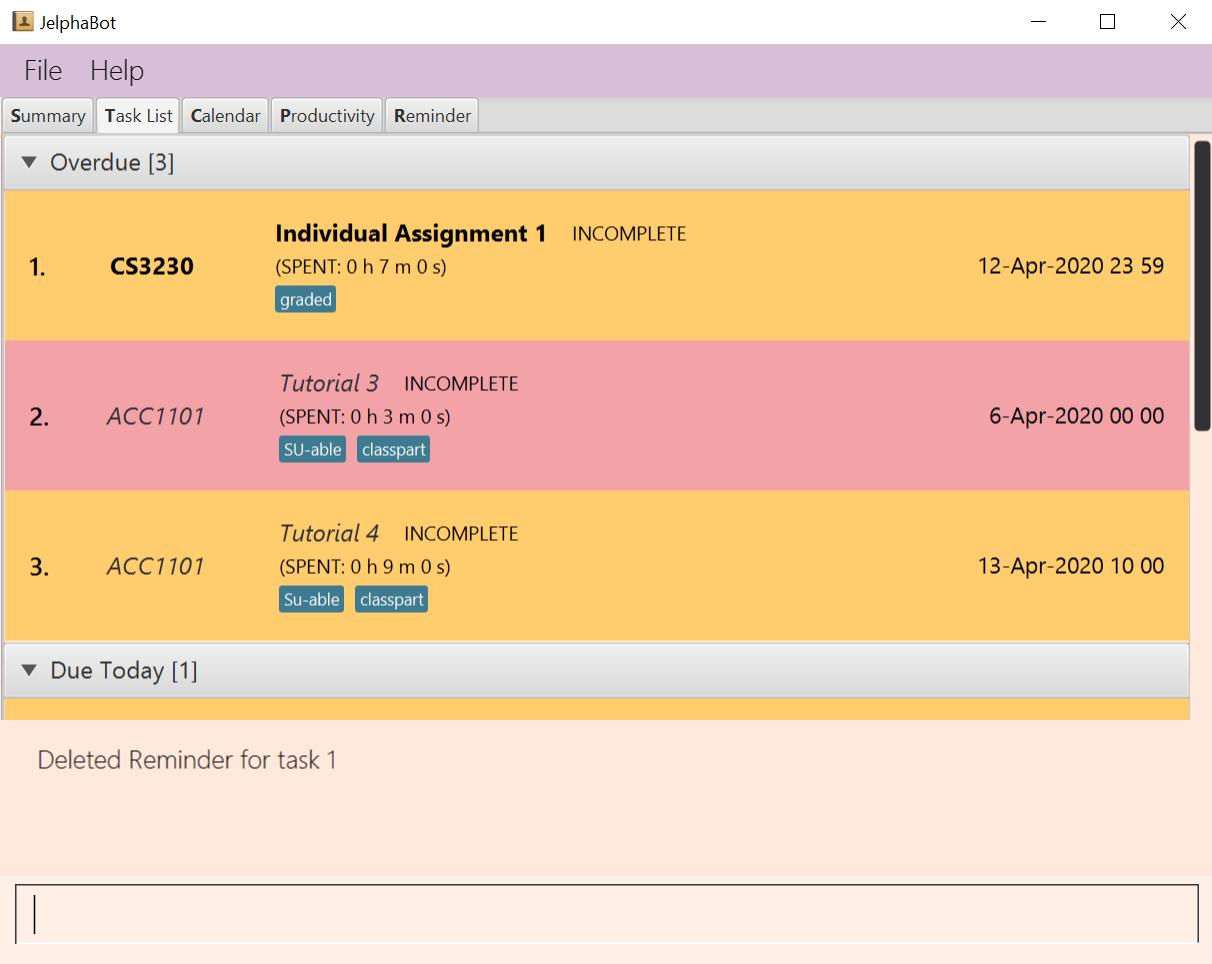 JelphaBot
File Help
Summary Task List Calendar Productivity Reminder
Overdue [3]
Individual Assignment 1 INCOMPLETE
1. CS3230 (SPENT: 0 h 7 m 0 s) 12-Apr-2020 23 59
graded
Tutorial 3 INCOMPLETE
2. ACC1101 (SPENT: 0 h 3 m 0 s) 6-Apr-2020 00 00
SU-able classpart
Tutorial 4 INCOMPLETE
3. ACC1101 (SPENT: 0 h 9 m 0 s) 13-Apr-2020 10 00
Su-able classpart
Due Today [1]
Deleted Reminder for task 1